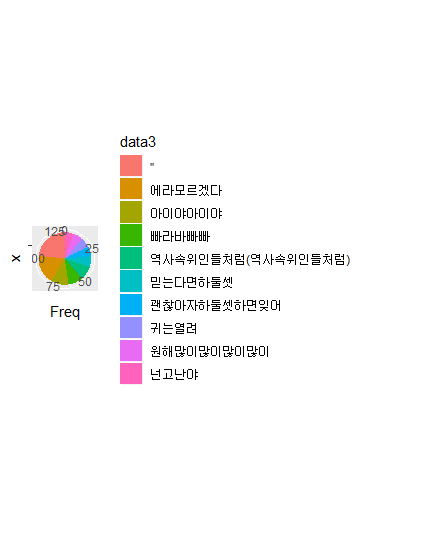 data3
"
에라모르겠다
아이야아이야
빠라바빠빠
역사속위인들처럼(역사속위인들처럼)
믿는다면하둘셋
괜찮아자하둘셋하면잊어
귀는열려
원해많이많이많이많이
넌고난야
125
0
25
00
75
50
x
Freq